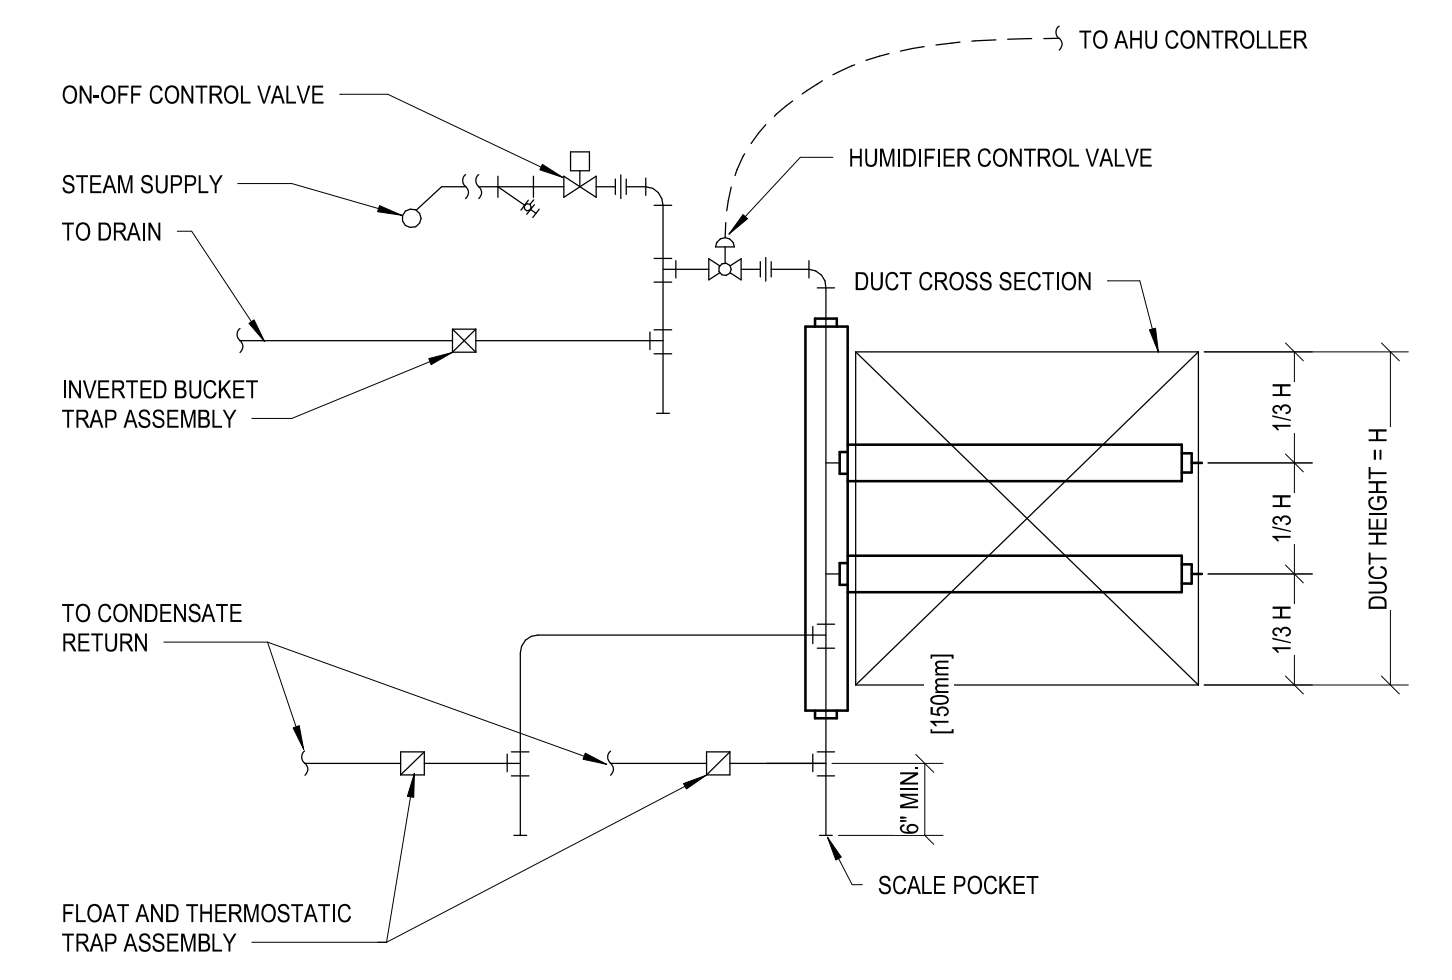 TO AHU CONTROLLER
ON-OFF CONTROL VALVE
HUMIDIFIER CONTROL VALVE
STEAM SUPPLY
TO DRAIN
DUCT CROSS SECTION
INVERTED BUCKET
TRAP ASSEMBLY
1/3 H
1/3 H
1/3 H
DUCT HEIGHT = H
TO CONDENSATE
RETURN
[150mm]
6" MIN.
SCALE POCKET
FLOAT AND THERMOSTATIC
TRAP ASSEMBLY